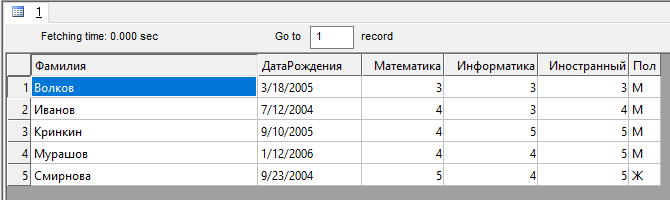 1
Fetching time: 0.000 sec Go to 1 record
Фамилия ДатаРождения Математика Информатика Иностранный Пол
1 Волков 3/18/2005 3 3 3 М
2 Иванов 7/12/2004 4 3 4 М
3 Кринкин 9/10/2005 4 5 5 М
4 Мурашов 1/12/2006 4 4 5 М
5 Смирнова 9/23/2004 5 4 5 Ж